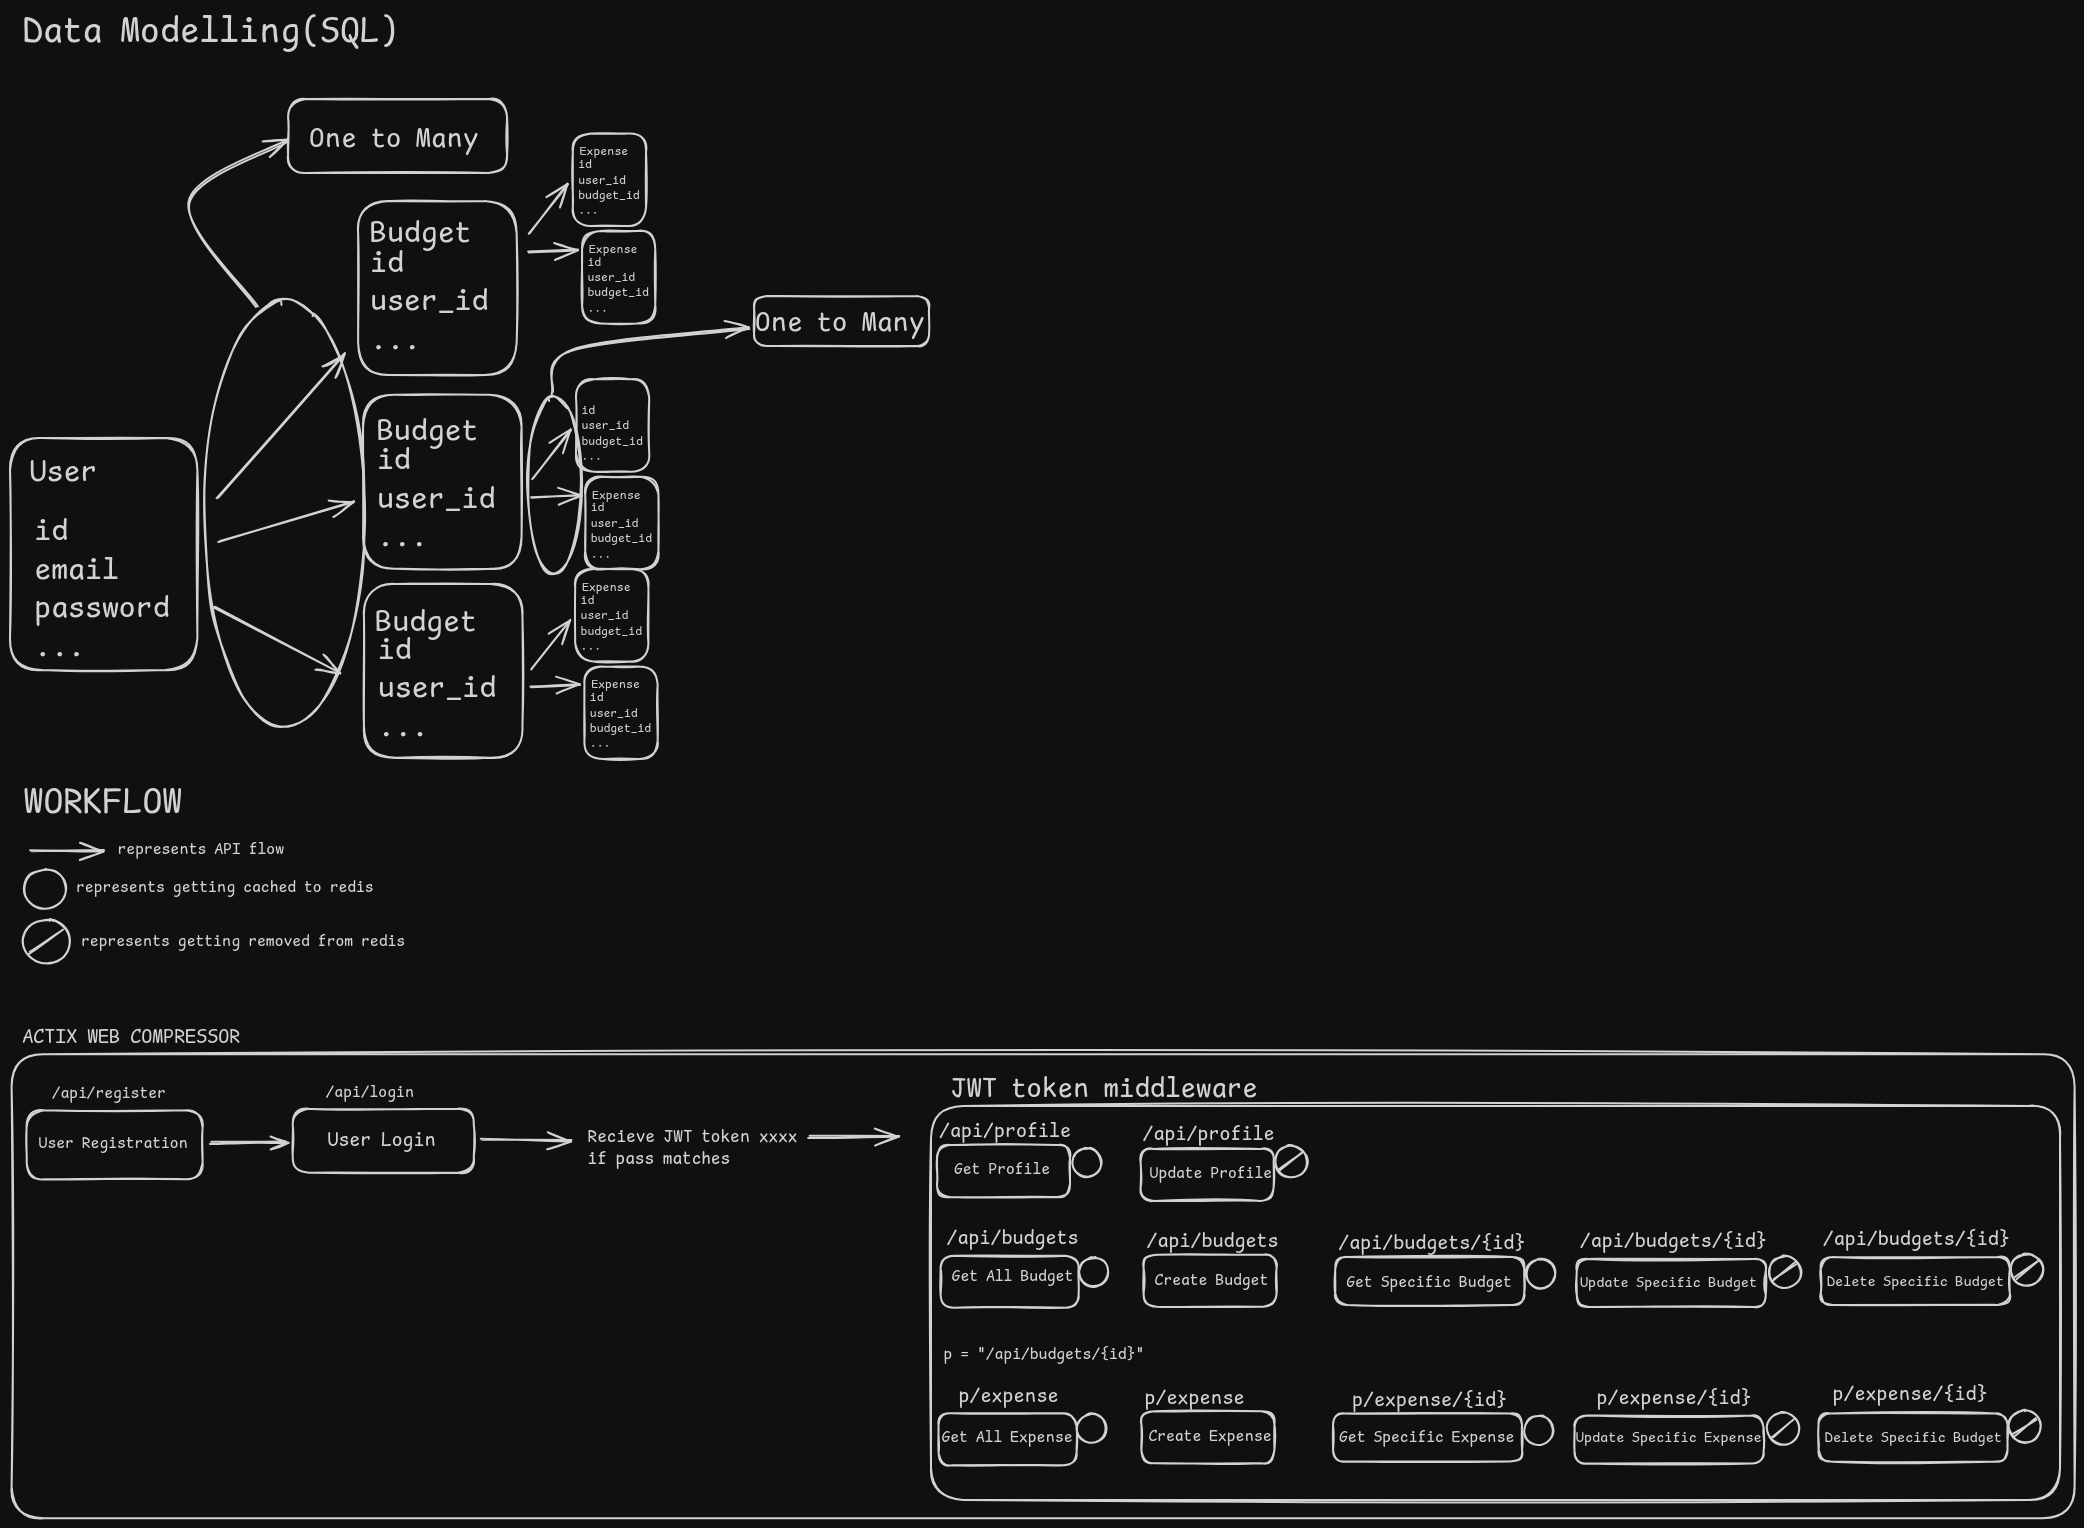 Data Modelling(SQL)
One to Many
Budget
id
user_id
...
Expense
id
user_id
budget_id
...
Expense
id
user_id
budget_id
...
One to Many
User
id
email
password
...
Budget
id
user_id
...
id
user_id
budget_id
...
Expense
id
user_id
budget_id
...
Budget
id
user_id
...
Expense
id
user_id
budget_id
...
Expense
id
user_id
budget_id
...
WORKFLOW
represents API flow
represents getting cached to redis
represents getting removed from redis
ACTIX WEB COMPRESSOR
/api/register
User Registration
/api/login
User Login
Recieve JWT token xxxx
if pass matches
JWT token middleware
/api/profile
Get Profile
/api/profile
Update Profile
/api/budgets
Get All Budget
/api/budgets
Create Budget
/api/budgets/{id}
Get Specific Budget
/api/budgets/{id}
Update Specific Budget
/api/budgets/{id}
Delete Specific Budget
p = "/api/budgets/{id}"
p/expense
Get All Expense
p/expense
Create Expense
p/expense/{id}
Get Specific Expense
p/expense/{id}
Update Specific Expense
p/expense/{id}
Delete Specific Budget